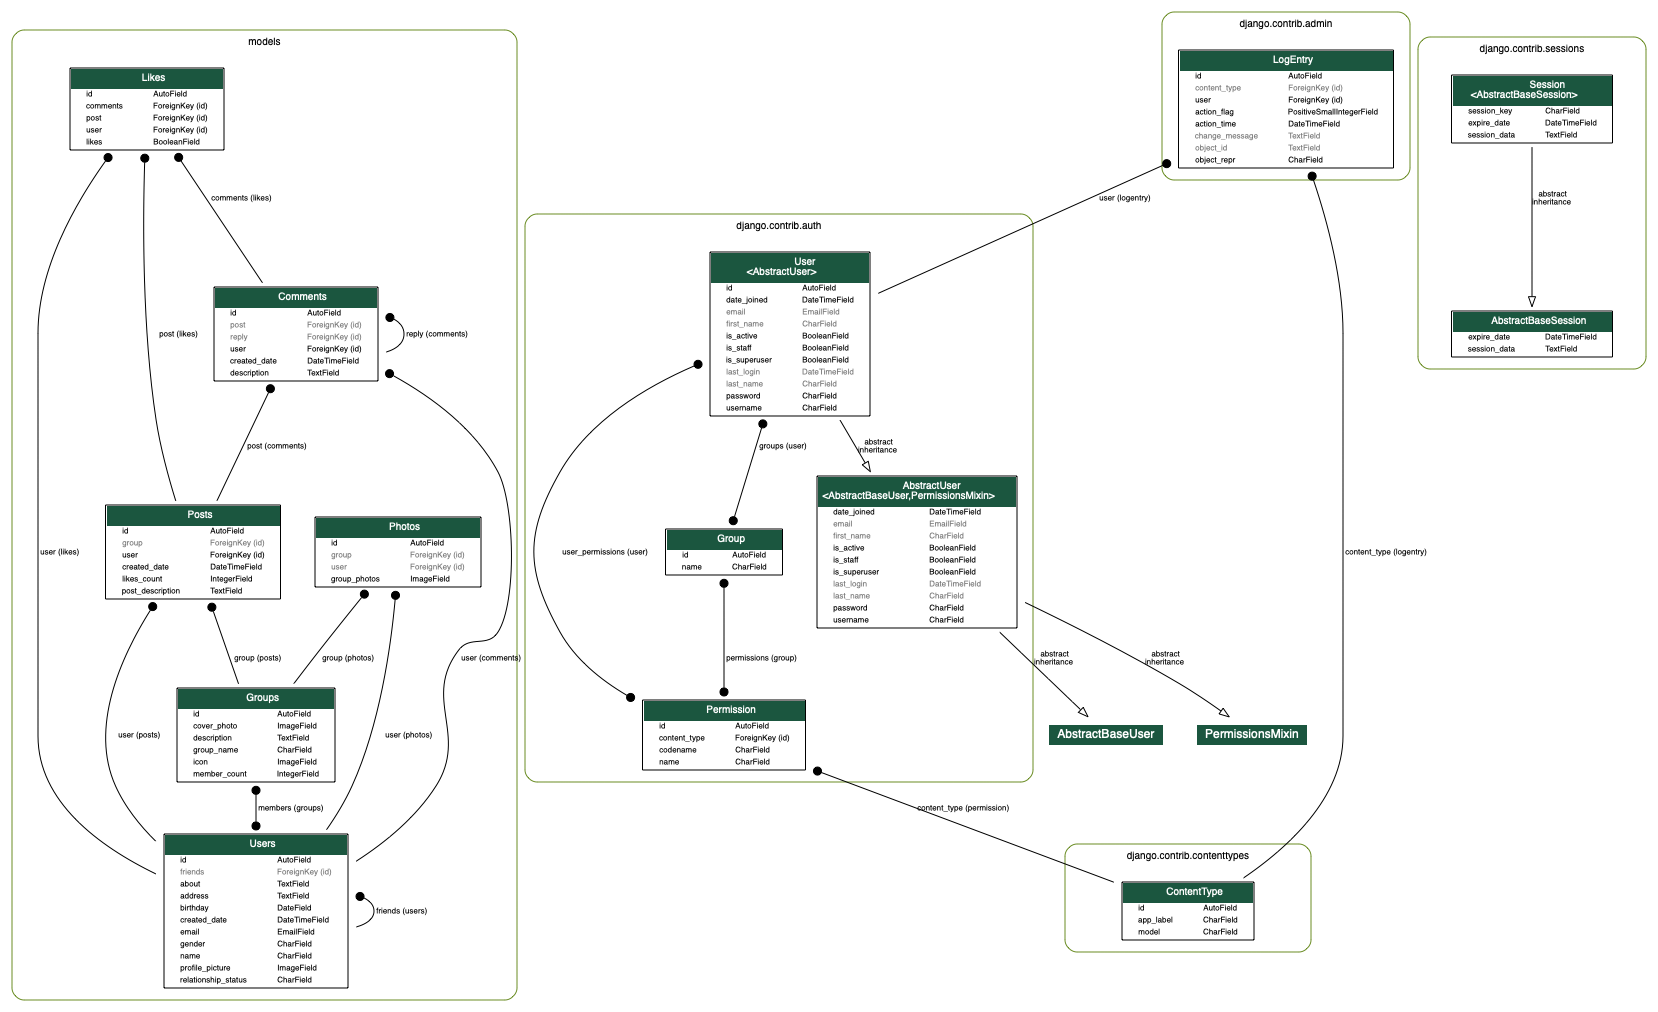 models
Likes
id AutoField
comments ForeignKey (id)
post ForeignKey (id)
user ForeignKey (id)
likes BooleanField
comments (likes)
post (likes)
user (likes)
Comments
id AutoField
post ForeignKey (id)
reply ForeignKey (id)
user ForeignKey (id)
created_date DateTimeField
description TextField
reply (comments)
post (comments)
user (comments)
Posts
id AutoField
group ForeignKey (id)
user ForeignKey (id)
created_date DateTimeField
likes_count IntegerField
post_description TextField
Photos
id AutoField
group ForeignKey (id)
user ForeignKey (id)
group_photos ImageField
group (posts)
group (photos)
user (posts)
user (photos)
Groups
id AutoField
cover_photo ImageField
description TextField
group_name CharField
icon ImageField
member_count IntegerField
members (groups)
Users
id AutoField
friends ForeignKey (id)
about TextField
address TextField
birthday DateField
created_date DateTimeField
email EmailField
gender CharField
name CharField
profile_picture ImageField
relationship_status CharField
friends (users)
django.contrib.auth
User
<AbstractUser>
id AutoField
date_joined DateTimeField
email EmailField
first_name CharField
is_active BooleanField
is_staff BooleanField
is_superuser BooleanField
last_login DateTimeField
last_name CharField
password CharField
username CharField
groups (user)
abstract
inheritance
user_permissions (user)
AbstractUser
<AbstractBaseUser,PermissionsMixin>
date_joined DateTimeField
email EmailField
first_name CharField
is_active BooleanField
is_staff BooleanField
is_superuser BooleanField
last_login DateTimeField
last_name CharField
password CharField
username CharField
Group
id AutoField
name CharField
permissions (group)
abstract
inheritance
abstract
inheritance
Permission
id AutoField
content_type ForeignKey (id)
codename CharField
name CharField
AbstractBaseUser
PermissionsMixin
content_type (permission)
django.contrib.admin
LogEntry
id AutoField
content_type ForeignKey (id)
user ForeignKey (id)
action_flag PositiveSmallIntegerField
action_time DateTimeField
change_message TextField
object_id TextField
object_repr CharField
user (logentry)
content_type (logentry)
django.contrib.contenttypes
ContentType
id AutoField
app_label CharField
model CharField
django.contrib.sessions
Session
<AbstractBaseSession>
session_key CharField
expire_date DateTimeField
session_data TextField
abstract
inheritance
AbstractBaseSession
expire_date DateTimeField
session_data TextField